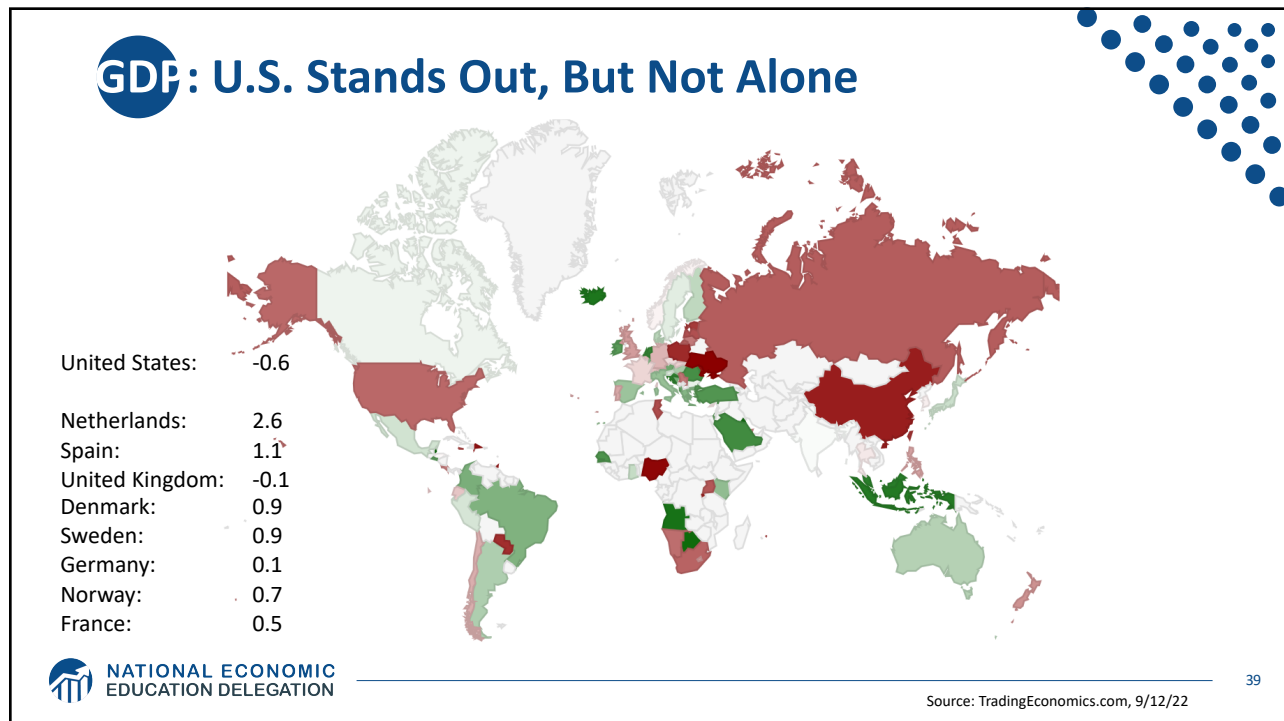 GDP: U.S. Stands Out, But Not Alone
United States: -0.6
Netherlands: 2.6
Spain: 1.1
United Kingdom: -0.1
Denmark: 0.9
Sweden: 0.9
Germany: 0.1
Norway: 0.7
France: 0.5
NATIONAL ECONOMIC
EDUCATION DELEGATION
39
Source: TradingEconomics.com, 9/12/22